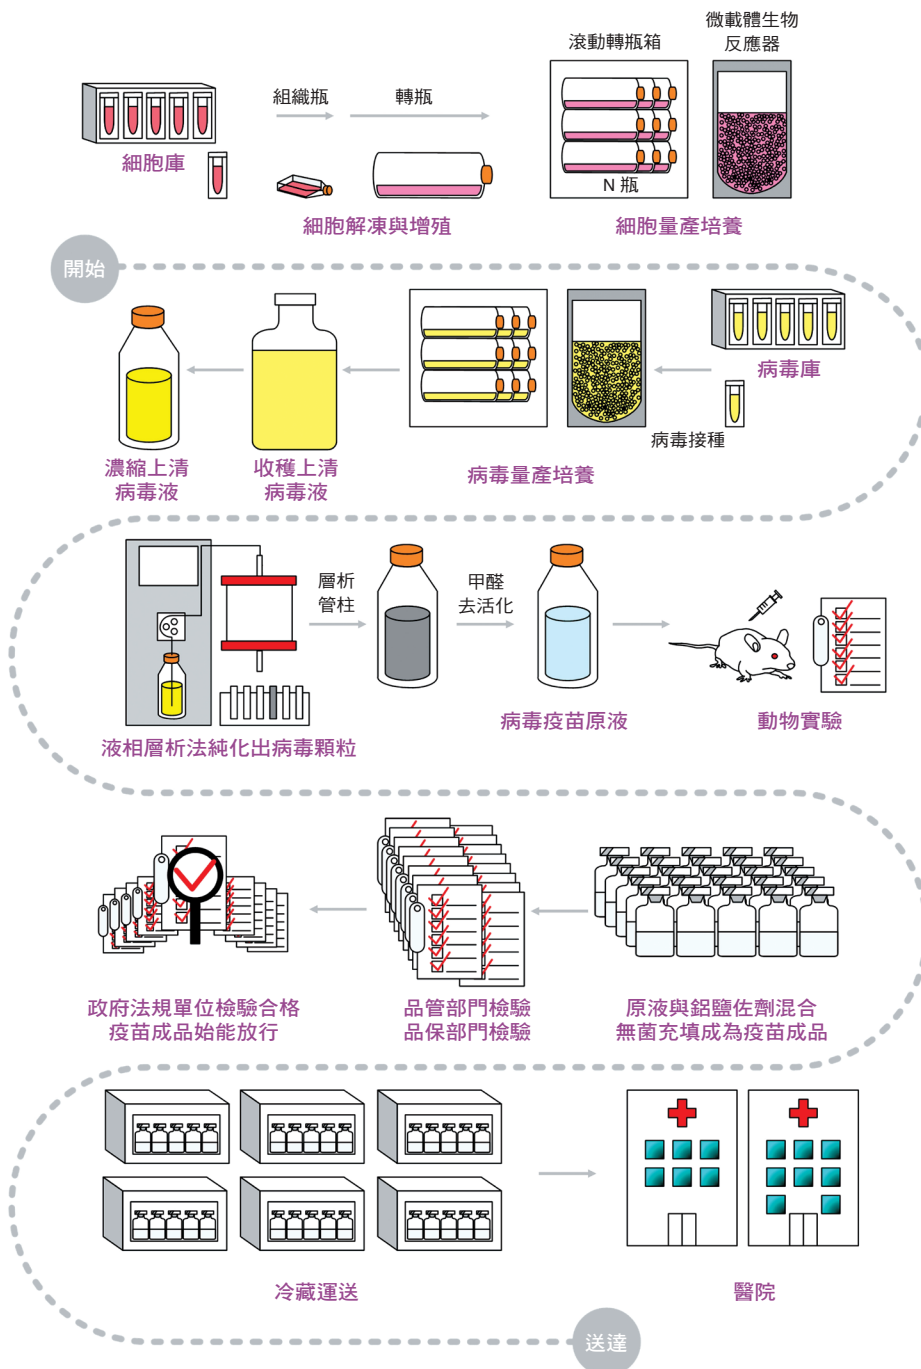 微載體生物
反應器
滾動轉瓶箱
組織瓶
轉瓶
細胞庫
N 瓶
細胞解凍與增殖
細胞量產培養
開始
病毒庫
病毒接種
病毒量產培養
收穫上清
病毒液
濃縮上清
病毒液
層析
管柱
甲醛
去活化
液相層析法純化出病毒顆粒
病毒疫苗原液
動物實驗
原液與鋁鹽佐劑混合
無菌充填成為疫苗成品
品管部門檢驗
品保部門檢驗
政府法規單位檢驗合格
疫苗成品始能放行
冷藏運送
醫院
送達